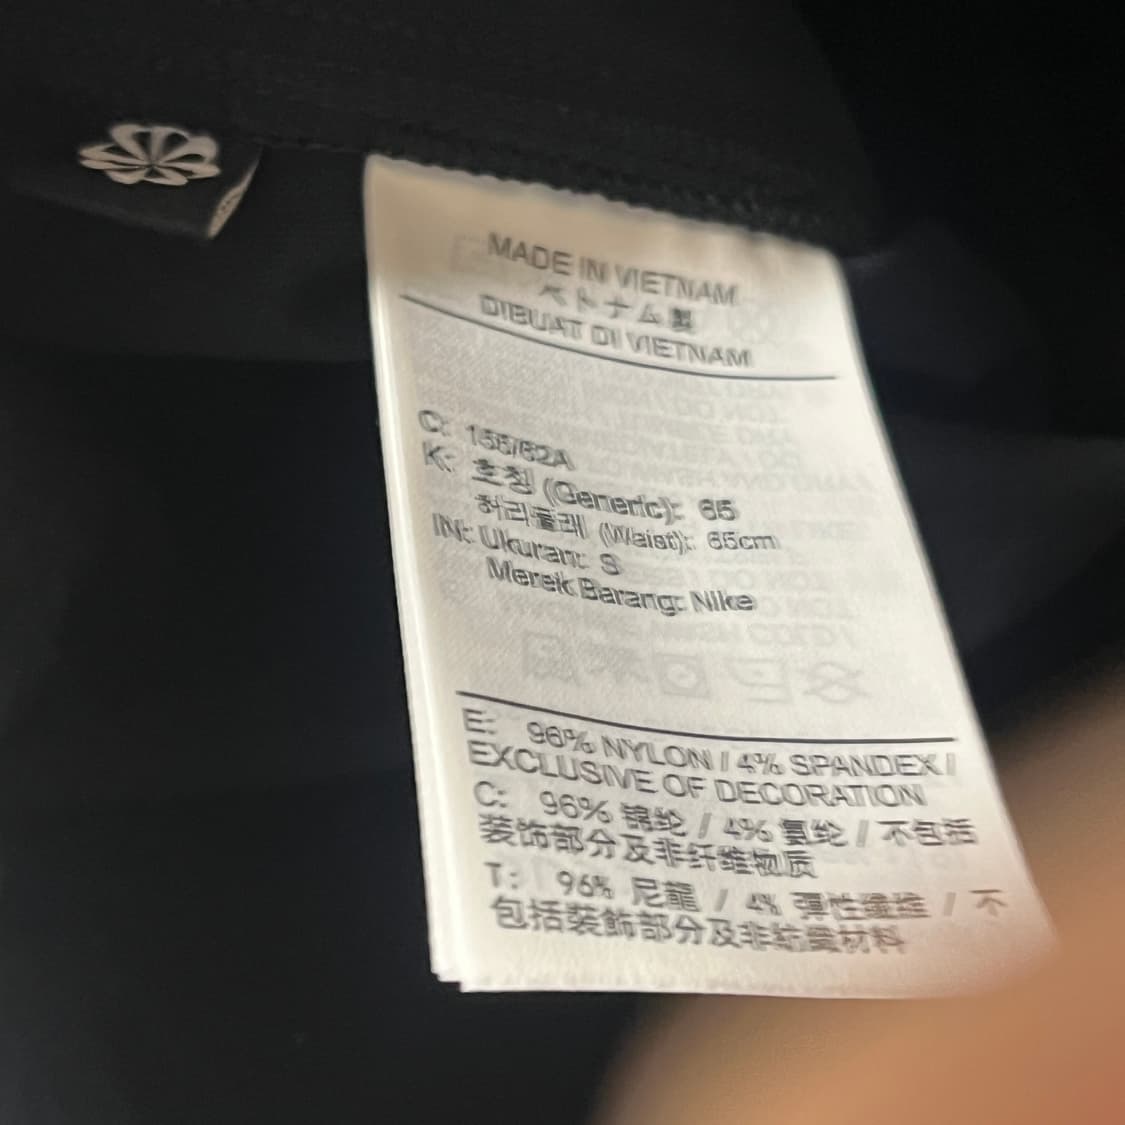 MADE IN VIETNAM
ベトナム製
DIBUAT DI VIETNAM
C: 155/62A
K: 호칭 (Generic): 65
허리둘레 (Waist): 65cm
IN: Ukuran: S
Merek Barang: Nike
E: 96% NYLON / 4% SPANDEX /
EXCLUSIVE OF DECORATION
C: 96% 锦纶 / 4% 氨纶 / 不包括
装饰部分及非纤维物质
T: 96% 尼龍 / 4% 彈性纖維 / 不
包括裝飾部分及非紡織材料